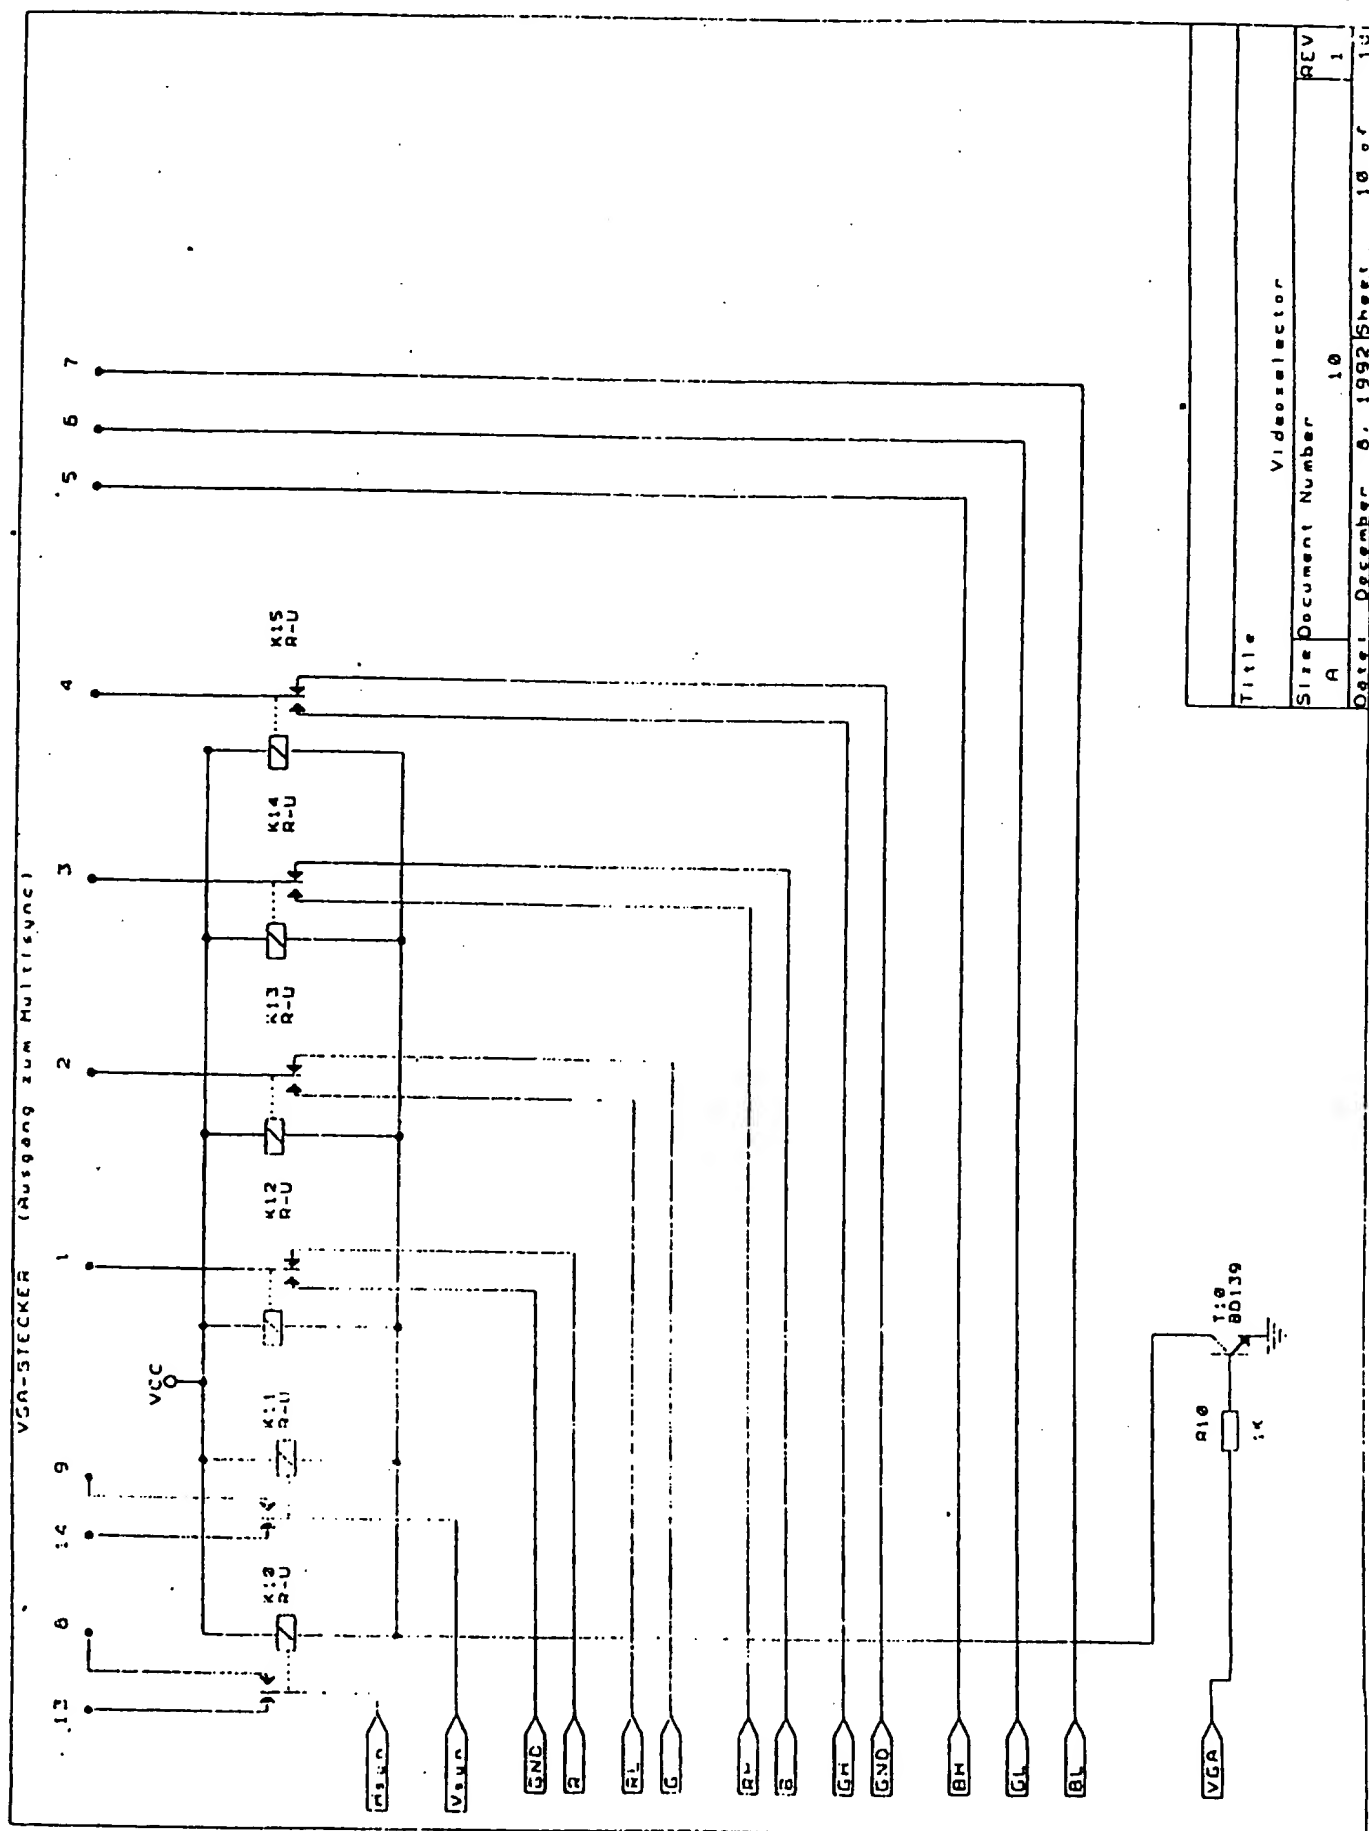 VGA-STECKER (Ausgang zum Multisync)
13
8
14
9
1
2
3
4
5
6
7
VCC
K10
R-U
K11
R-U
K12
R-U
K13
R-U
K14
R-U
K15
R-U
Vsyn
GND
R
RL
G
RH
B
GH
GND
BH
GL
BL
VGA
R10
1K
T10
BD139
Title
Videoselector
Size
Document Number
REV
A
10
1
Date: December 8, 1992
Sheet 10 of